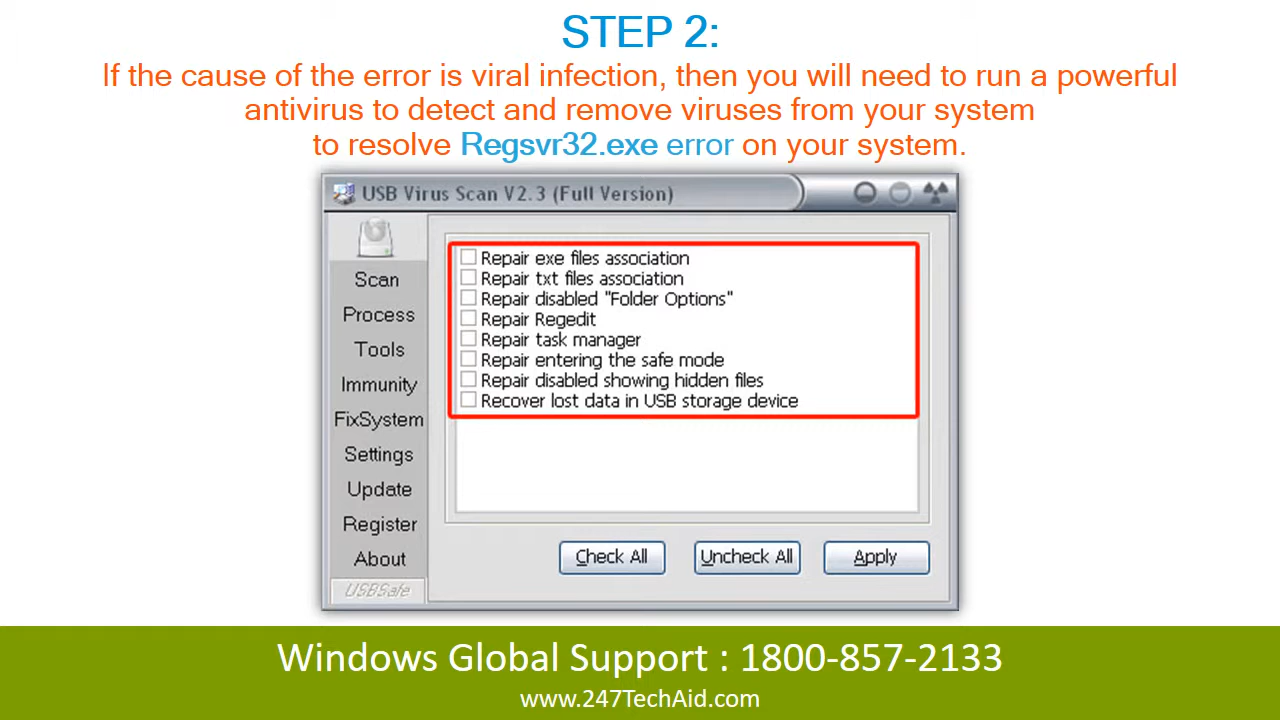 STEP 2:
If the cause of the error is viral infection, then you will need to run a powerful
antivirus to detect and remove viruses from your system
to resolve Regsvr32.exe error on your system.
USB Virus Scan V2.3 (Full Version)
Scan
Process
Tools
Immunity
FixSystem
Settings
Update
Register
About
USBSafe
Repair exe files association
Repair txt files association
Repair disabled "Folder Options"
Repair Regedit
Repair task manager
Repair entering the safe mode
Repair disabled showing hidden files
Recover lost data in USB storage device
Check All
Uncheck All
Apply
Windows Global Support : 1800-857-2133
www.247TechAid.com